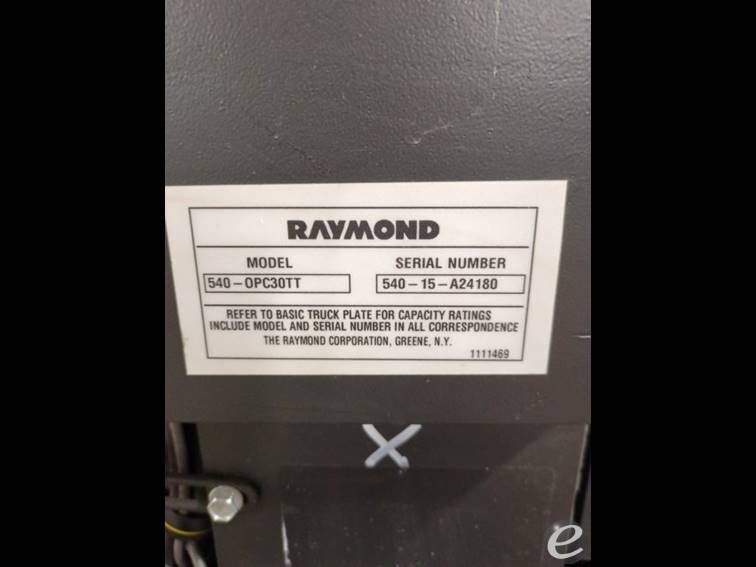 RAYMOND
MODEL SERIAL NUMBER
540-OPC30TT 540-15-A24180
REFER TO BASIC TRUCK PLATE FOR CAPACITY RATINGS
INCLUDE MODEL AND SERIAL NUMBER IN ALL CORRESPONDENCE
THE RAYMOND CORPORATION, GREENE, N.Y.
1111469
X
e